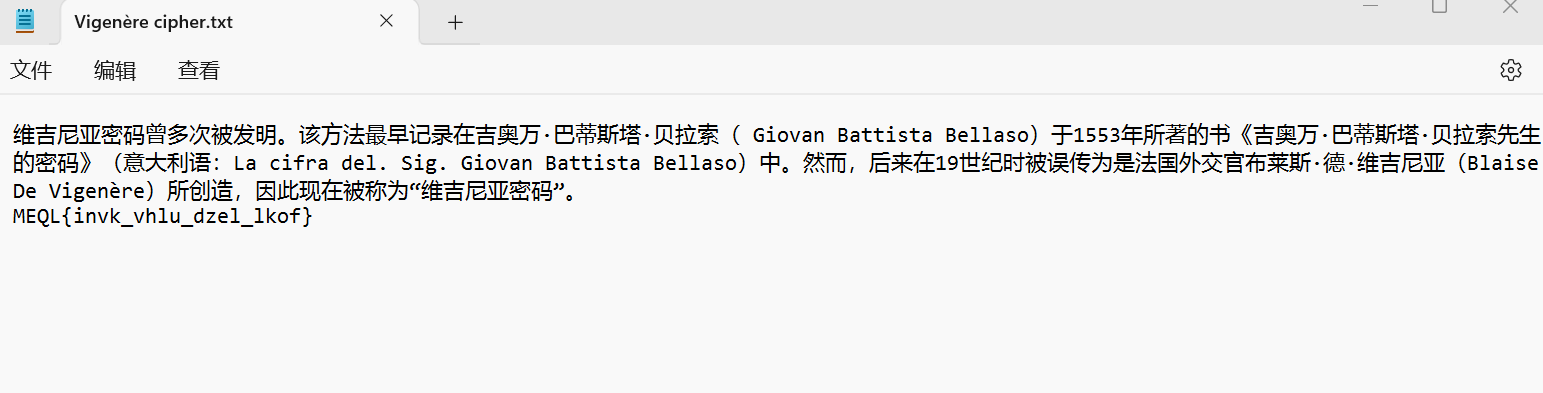 Vigenère cipher.txt
文件 编辑 查看
维吉尼亚密码曾多次被发明。该方法最早记录在吉奥万·巴蒂斯塔·贝拉索（ Giovan Battista Bellaso）于1553年所著的书《吉奥万·巴蒂斯塔·贝拉索先生
的密码》（意大利语：La cifra del. Sig. Giovan Battista Bellaso）中。然而，后来在19世纪时被误传为是法国外交官布莱斯·德·维吉尼亚（Blaise
De Vigenère）所创造，因此现在被称为“维吉尼亚密码”。
MEQL{invk_vhlu_dzel_lkof}